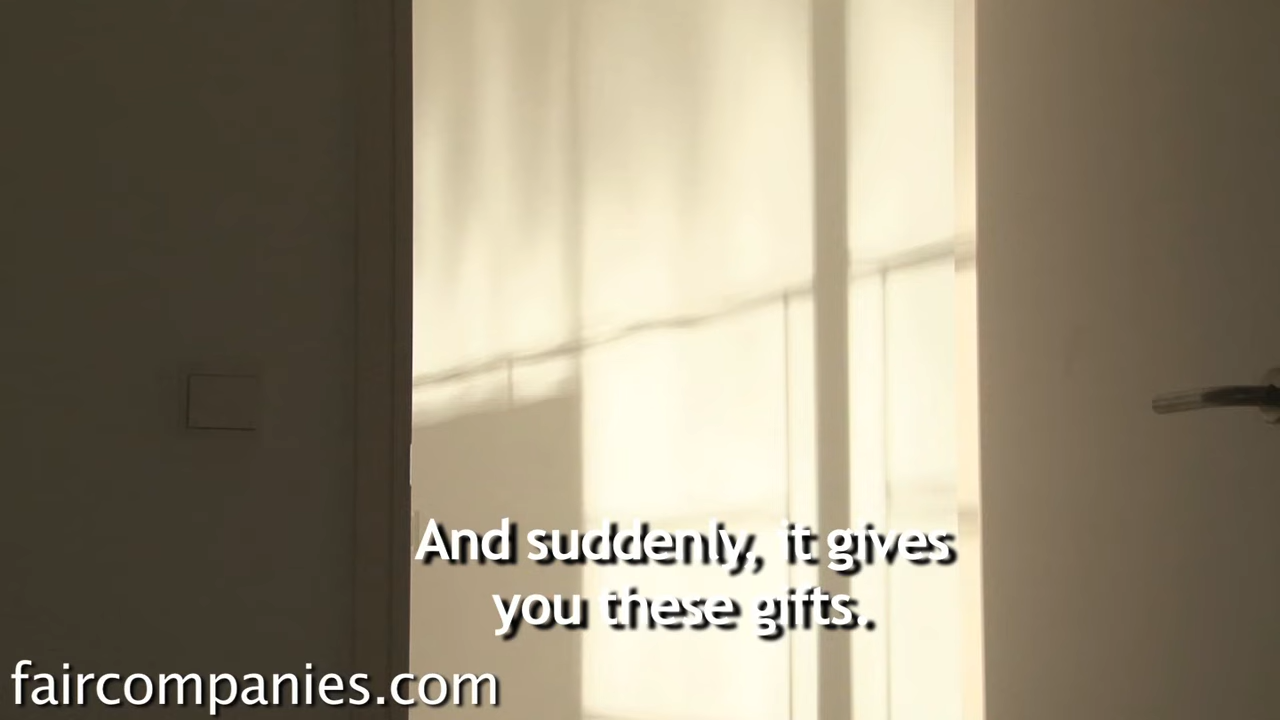 And suddenly, it gives
you these gifts.
faircompanies.com